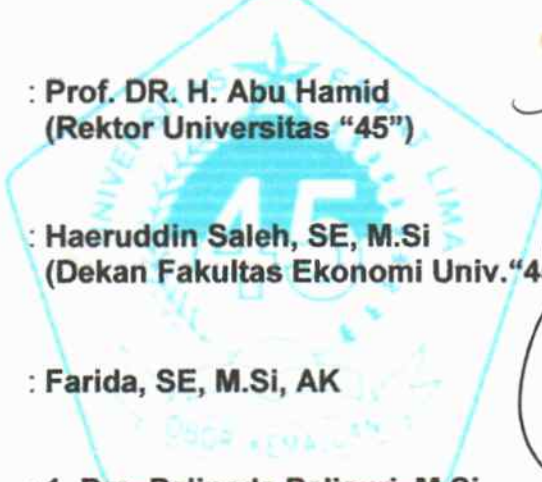 : Prof. DR. H. Abu Hamid
(Rektor Universitas “45”)
: Haeruddin Saleh, SE, M.Si
(Dekan Fakultas Ekonomi Univ.“4
: Farida, SE, M.Si, AK
45